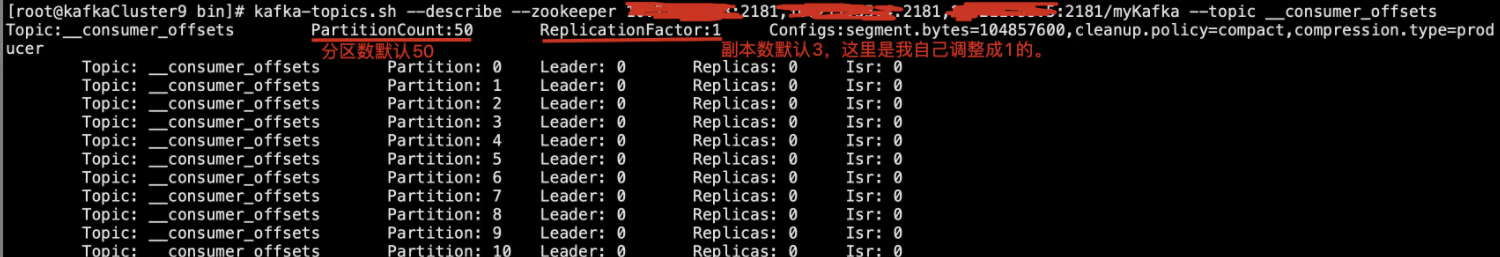 [root@kafkaCluster9 bin]# kafka-topics.sh --describe --zookeeper :2181, :2181, :2181/myKafka --topic __consumer_offsets
Topic:__consumer_offsets PartitionCount:50 ReplicationFactor:1 Configs:segment.bytes=104857600,cleanup.policy=compact,compression.type=prod
ucer 分区数默认50 副本数默认3，这里是我自己调整成1的。
Topic: __consumer_offsets Partition: 0 Leader: 0 Replicas: 0 Isr: 0
Topic: __consumer_offsets Partition: 1 Leader: 0 Replicas: 0 Isr: 0
Topic: __consumer_offsets Partition: 2 Leader: 0 Replicas: 0 Isr: 0
Topic: __consumer_offsets Partition: 3 Leader: 0 Replicas: 0 Isr: 0
Topic: __consumer_offsets Partition: 4 Leader: 0 Replicas: 0 Isr: 0
Topic: __consumer_offsets Partition: 5 Leader: 0 Replicas: 0 Isr: 0
Topic: __consumer_offsets Partition: 6 Leader: 0 Replicas: 0 Isr: 0
Topic: __consumer_offsets Partition: 7 Leader: 0 Replicas: 0 Isr: 0
Topic: __consumer_offsets Partition: 8 Leader: 0 Replicas: 0 Isr: 0
Topic: __consumer_offsets Partition: 9 Leader: 0 Replicas: 0 Isr: 0
Topic: __consumer_offsets Partition: 10 Leader: 0 Replicas: 0 Isr: 0